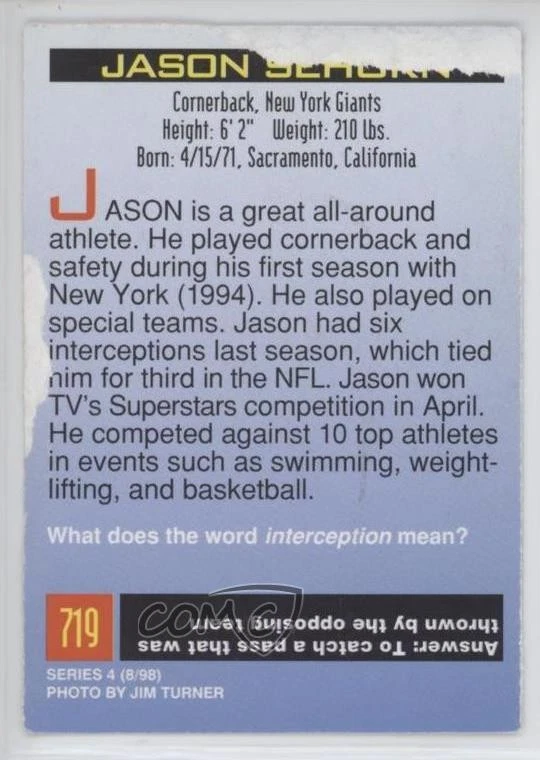 JASON SEHORN
Cornerback, New York Giants
Height: 6' 2" Weight: 210 lbs.
Born: 4/15/71, Sacramento, California
JASON is a great all-around
athlete. He played cornerback and
safety during his first season with
New York (1994). He also played on
special teams. Jason had six
interceptions last season, which tied
him for third in the NFL. Jason won
TV's Superstars competition in April.
He competed against 10 top athletes
in events such as swimming, weight-
lifting, and basketball.
What does the word interception mean?
719
Answer: To catch a pass that was
thrown by the opposing team
COMC
SERIES 4 (8/98)
PHOTO BY JIM TURNER